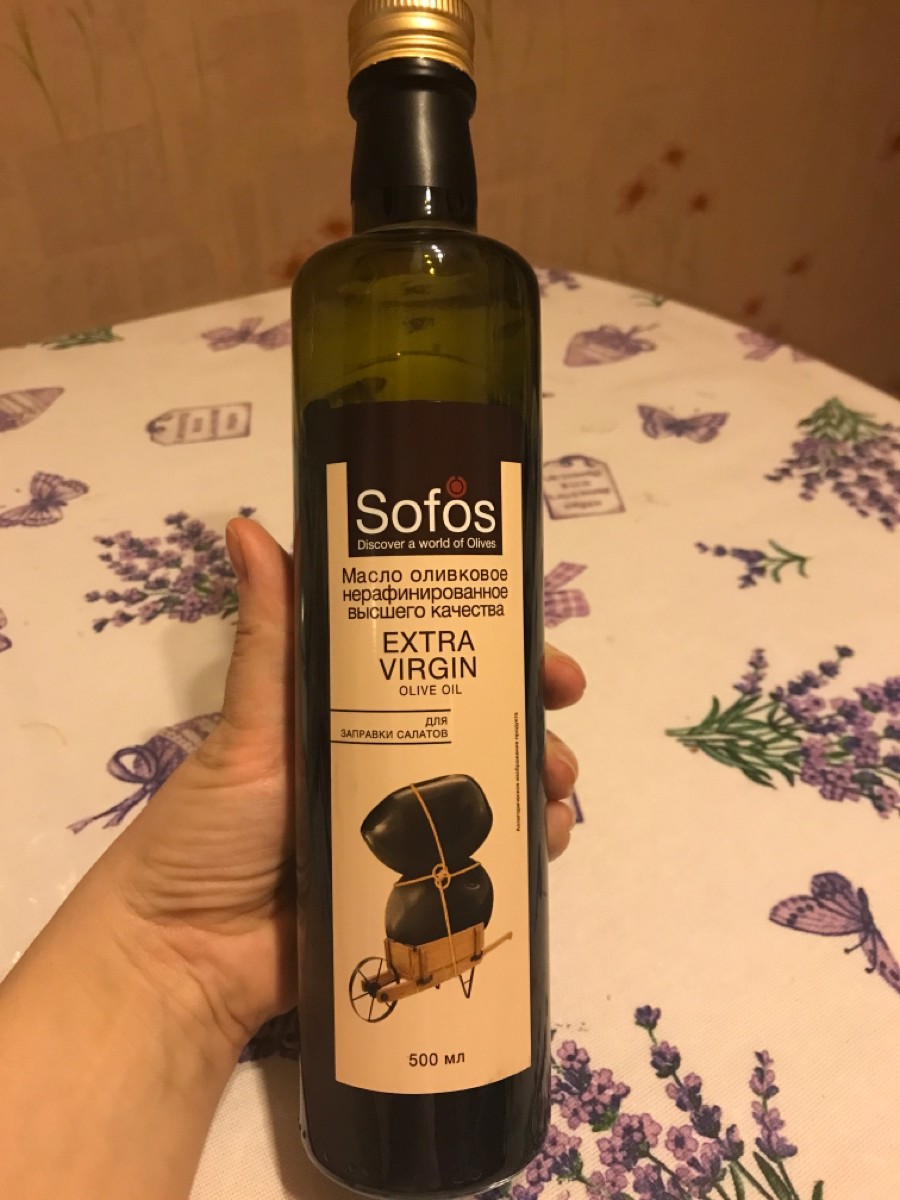 Sofos
Discover a world of Olives
Масло оливковое
нерафинированное
высшего качества
EXTRA
VIRGIN
OLIVE OIL
ДЛЯ
ЗАПРАВКИ САЛАТОВ
500 мл